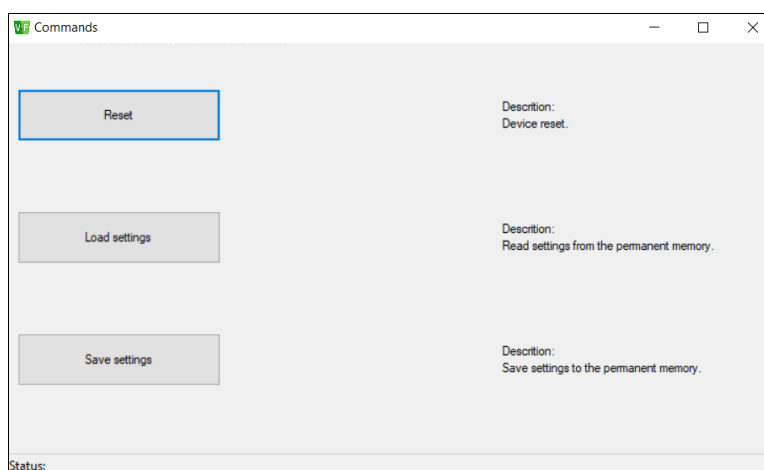 VF Commands
Reset
Descrition:
Device reset.
Load settings
Descrition:
Read settings from the permanent memory.
Save settings
Descrition:
Save settings to the permanent memory.
Status: